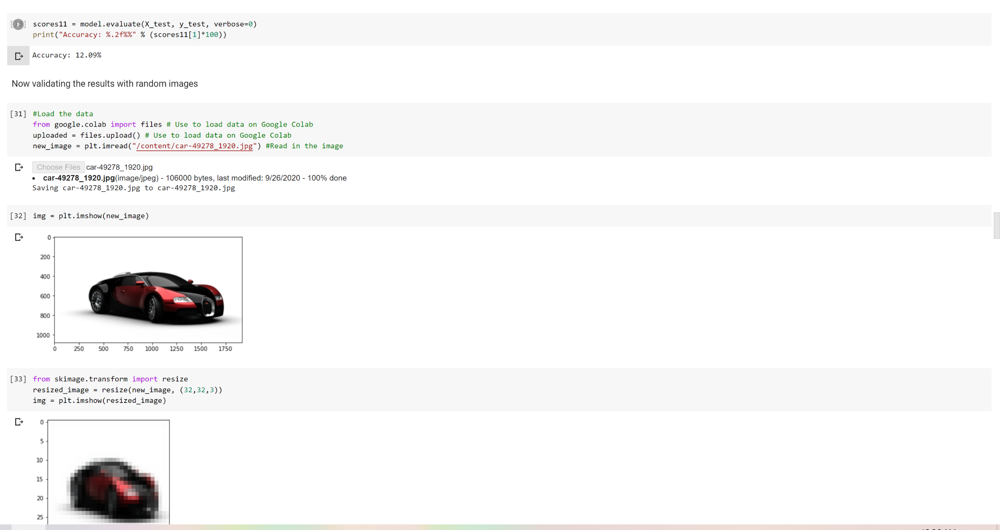 scores11 = model.evaluate(X_test, y_test, verbose=0)
print("Accuracy: %.2f%%" % (scores11[1]*100))
Accuracy: 12.09%
Now validating the results with random images
[31] #Load the data
from google.colab import files # Use to load data on Google Colab
uploaded = files.upload() # Use to load data on Google Colab
new_image = plt.imread("/content/car-49278_1920.jpg") #Read in the image
Choose Files car-49278_1920.jpg
• car-49278_1920.jpg(image/jpeg) - 106000 bytes, last modified: 9/26/2020 - 100% done
Saving car-49278_1920.jpg to car-49278_1920.jpg
[32] img = plt.imshow(new_image)
0
200
400
600
800
1000
0 250 500 750 1000 1250 1500 1750
[33] from skimage.transform import resize
resized_image = resize(new_image, (32,32,3))
img = plt.imshow(resized_image)
0
5
10
15
20
25